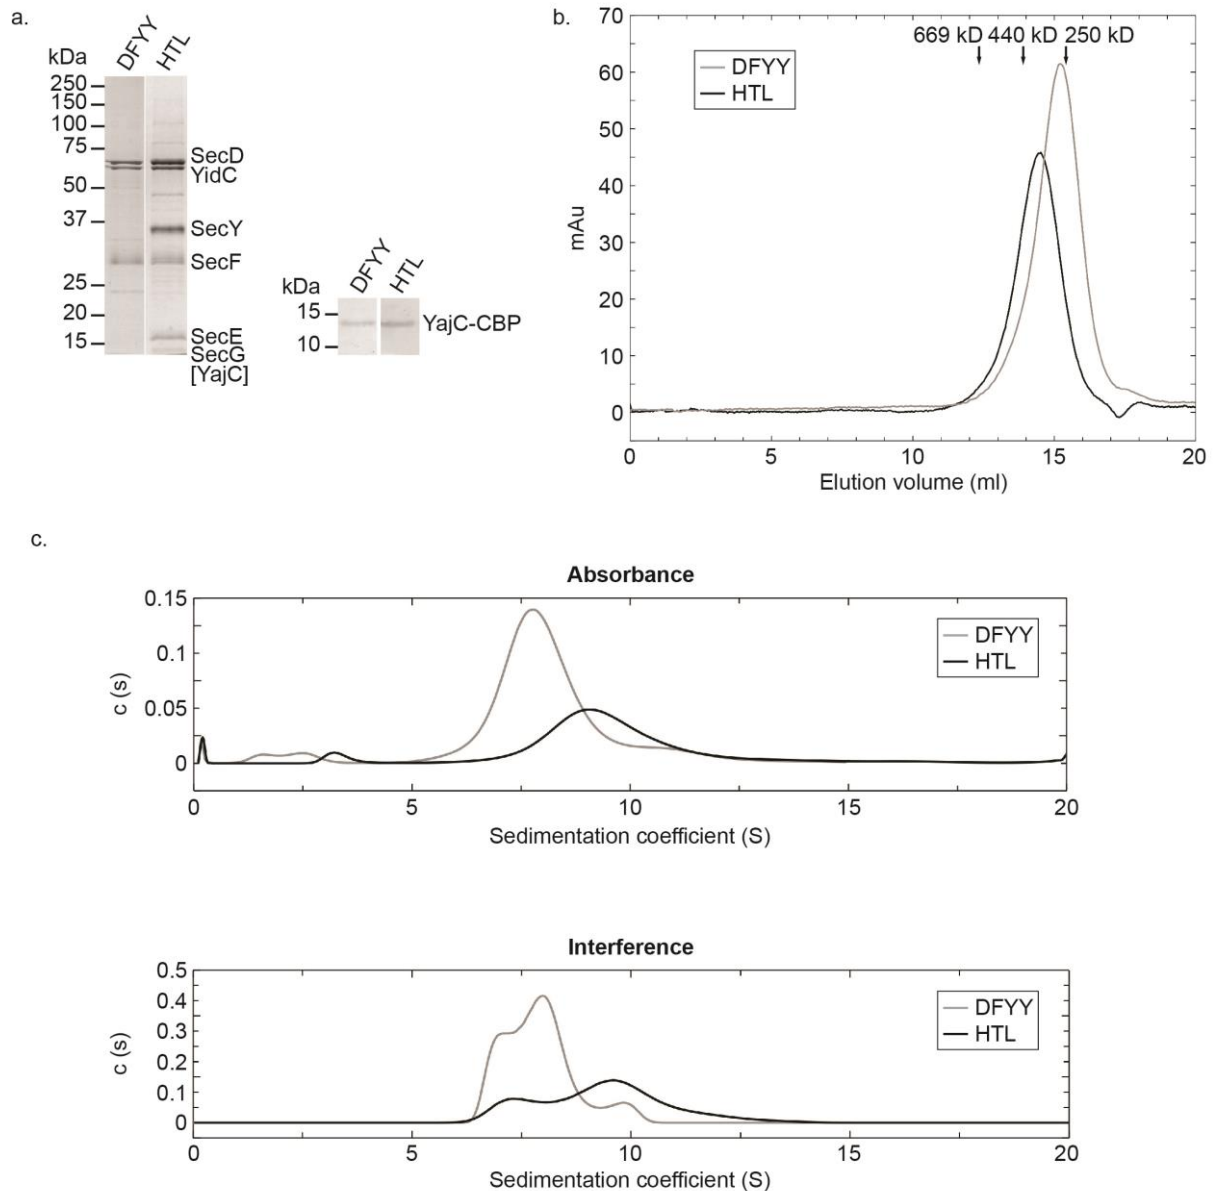 a.
kDa
DFYY
HTL
250
150
100
75
50
37
25
20
15
SecD
YidC
SecY
SecF
SecE
SecG
[YajC]
kDa
DFYY
HTL
15
10
YajC-CBP
b.
669 kD 440 kD 250 kD
DFYY
HTL
70
60
50
40
30
20
10
0
mAu
0 5 10 15 20
Elution volume (ml)
c.
Absorbance
DFYY
HTL
0.15
0.1
0.05
0
c (s)
0 5 10 15 20
Sedimentation coefficient (S)
Interference
DFYY
HTL
0.5
0.4
0.3
0.2
0.1
0
c (s)
0 5 10 15 20
Sedimentation coefficient (S)